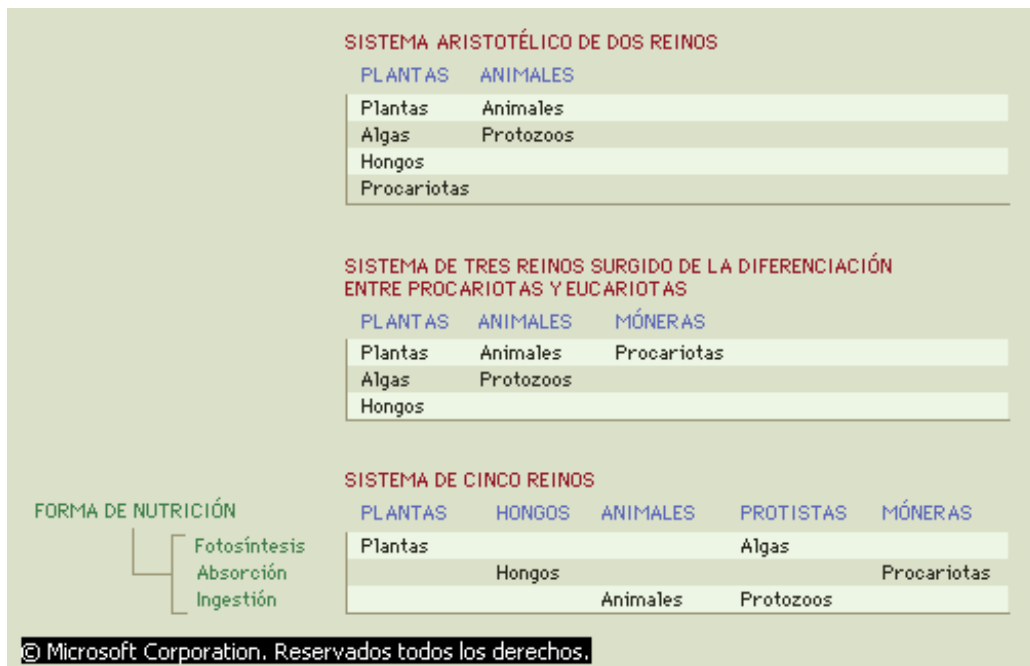 SISTEMA ARISTOTÉLICO DE DOS REINOS
PLANTAS ANIMALES
Plantas Animales
Algas Protozoos
Hongos
Procariotas
SISTEMA DE TRES REINOS SURGIDO DE LA DIFERENCIACIÓN
ENTRE PROCARIOTAS Y EUCARIOTAS
PLANTAS ANIMALES MÓNERAS
Plantas Animales Procariotas
Algas Protozoos
Hongos
SISTEMA DE CINCO REINOS
FORMA DE NUTRICIÓN PLANTAS HONGOS ANIMALES PROTISTAS MÓNERAS
Fotosíntesis Plantas Algas
Absorción Hongos Procariotas
Ingestión Animales Protozoos
© Microsoft Corporation. Reservados todos los derechos.